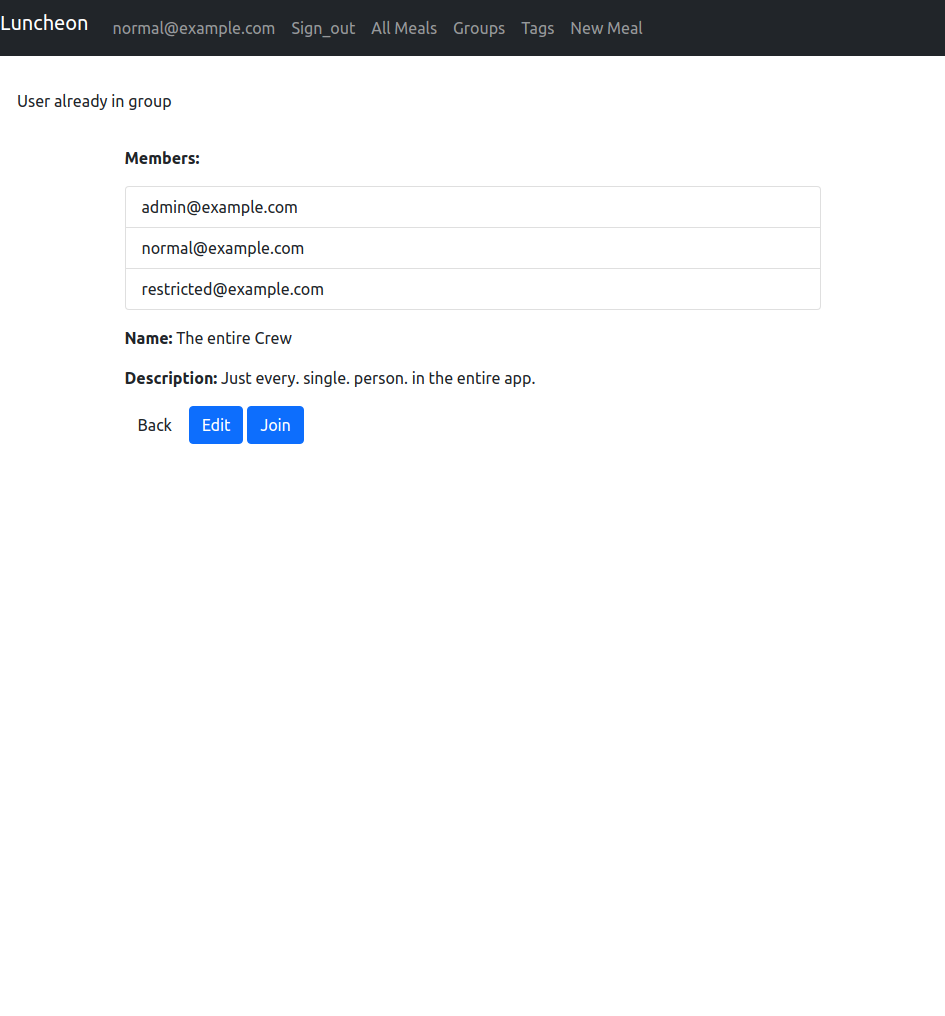 Luncheon normal@example.com Sign_out All Meals Groups Tags New Meal
User already in group
Members:
admin@example.com
normal@example.com
restricted@example.com
Name: The entire Crew
Description: Just every. single. person. in the entire app.
Back Edit Join